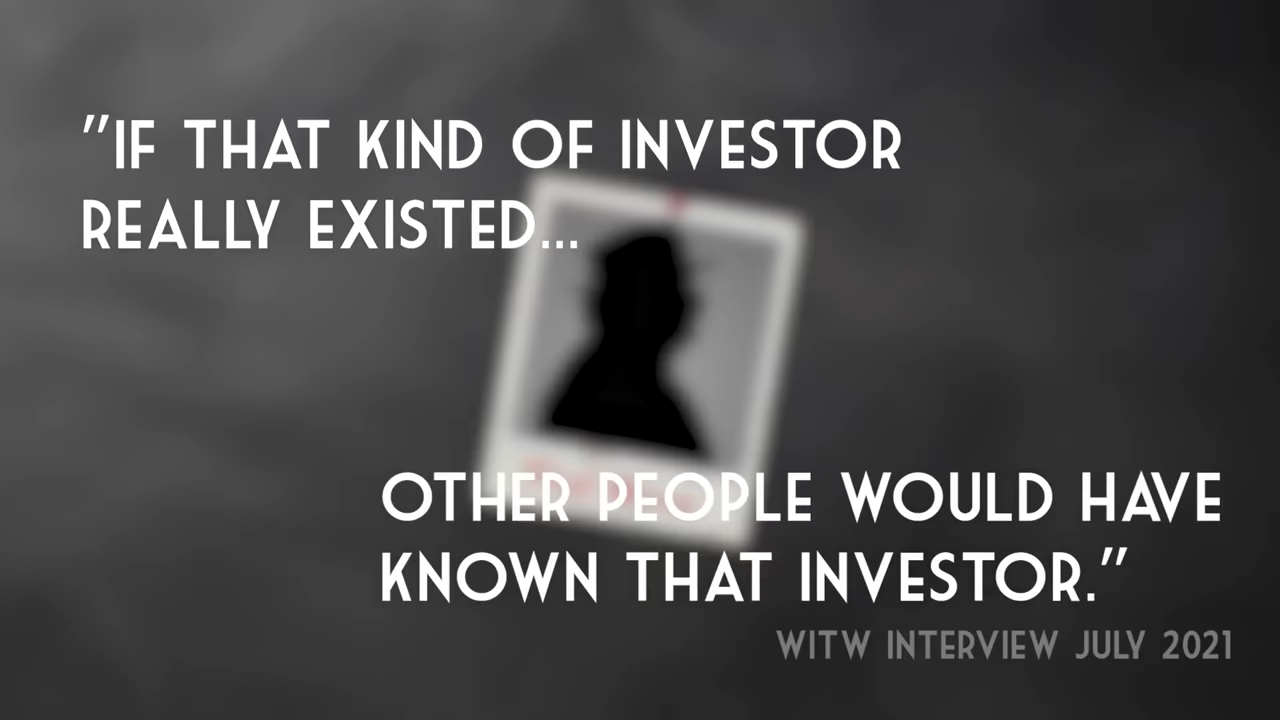 "IF THAT KIND OF INVESTOR
REALLY EXISTED...
OTHER PEOPLE WOULD HAVE
KNOWN THAT INVESTOR."
WITW INTERVIEW JULY 2021